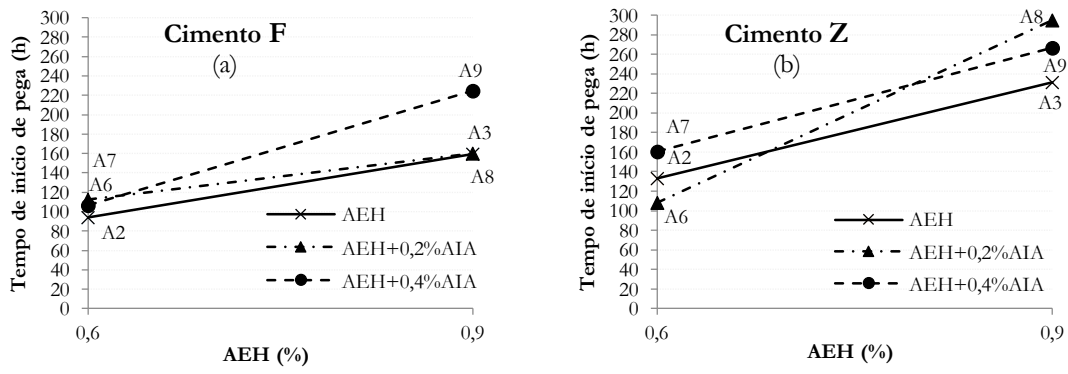 Cimento F
(a)
Tempo de início de pega (h)
300
280
260
240
220
200
180
160
140
120
100
80
60
40
20
0
A9
A7
A3
A6
A8
A2
AEH
AEH+0,2%AIA
AEH+0,4%AIA
0,6
0,9
AEH (%)
Cimento Z
(b)
Tempo de início de pega (h)
300
280
260
240
220
200
180
160
140
120
100
80
60
40
20
0
A8
A9
A3
A7
A2
A6
AEH
AEH+0,2%AIA
AEH+0,4%AIA
0,6
0,9
AEH (%)